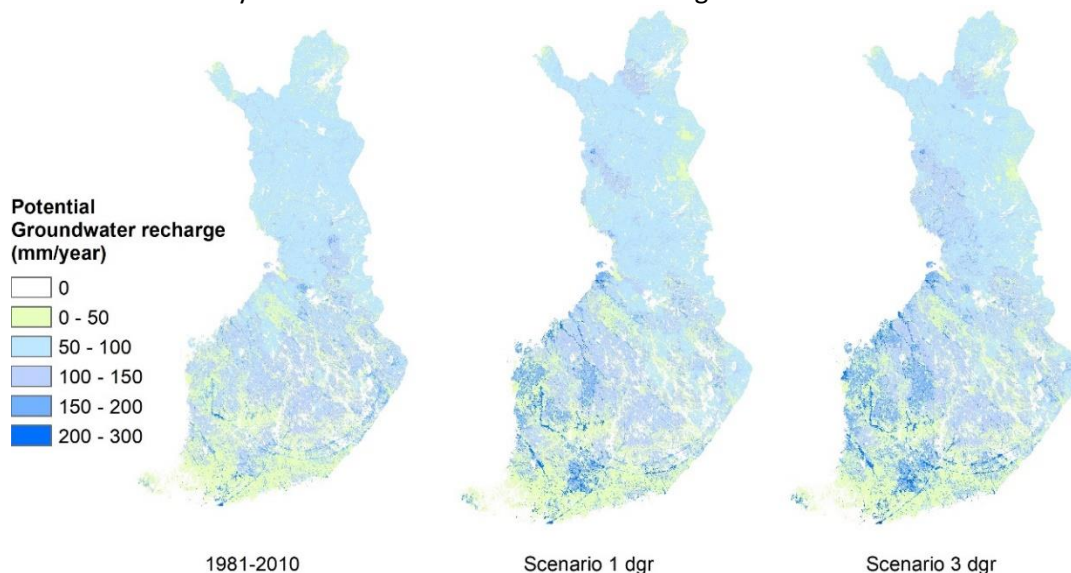 Potential
Groundwater recharge
(mm/year)
0
0 - 50
50 - 100
100 - 150
150 - 200
200 - 300
1981-2010
Scenario 1 dgr
Scenario 3 dgr